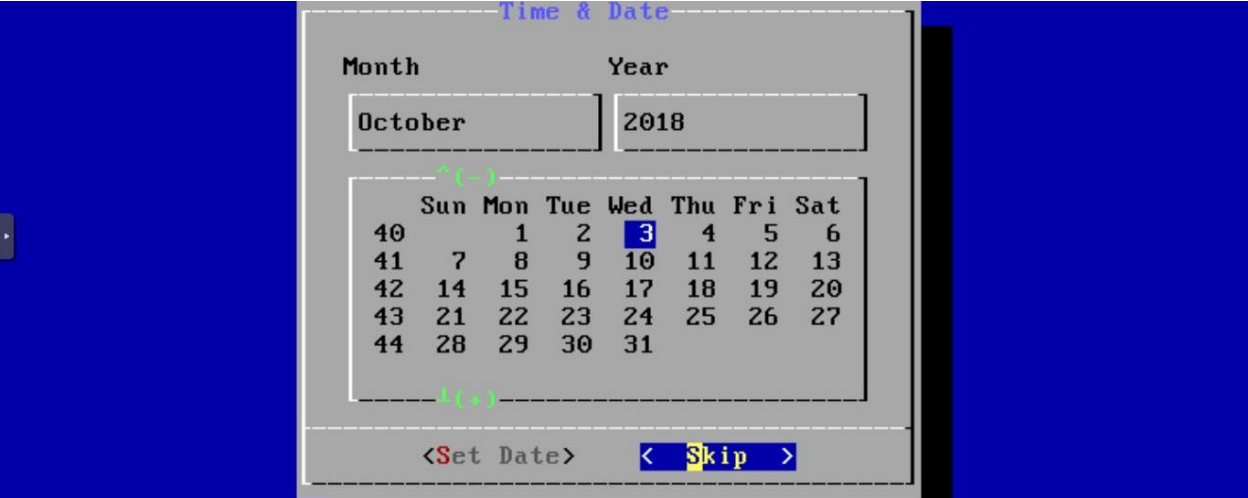 Time & Date
Month Year
October 2018
^(-)
Sun Mon Tue Wed Thu Fri Sat
40 1 2 3 4 5 6
41 7 8 9 10 11 12 13
42 14 15 16 17 18 19 20
43 21 22 23 24 25 26 27
44 28 29 30 31
┴(+)
<Set Date> < Skip >